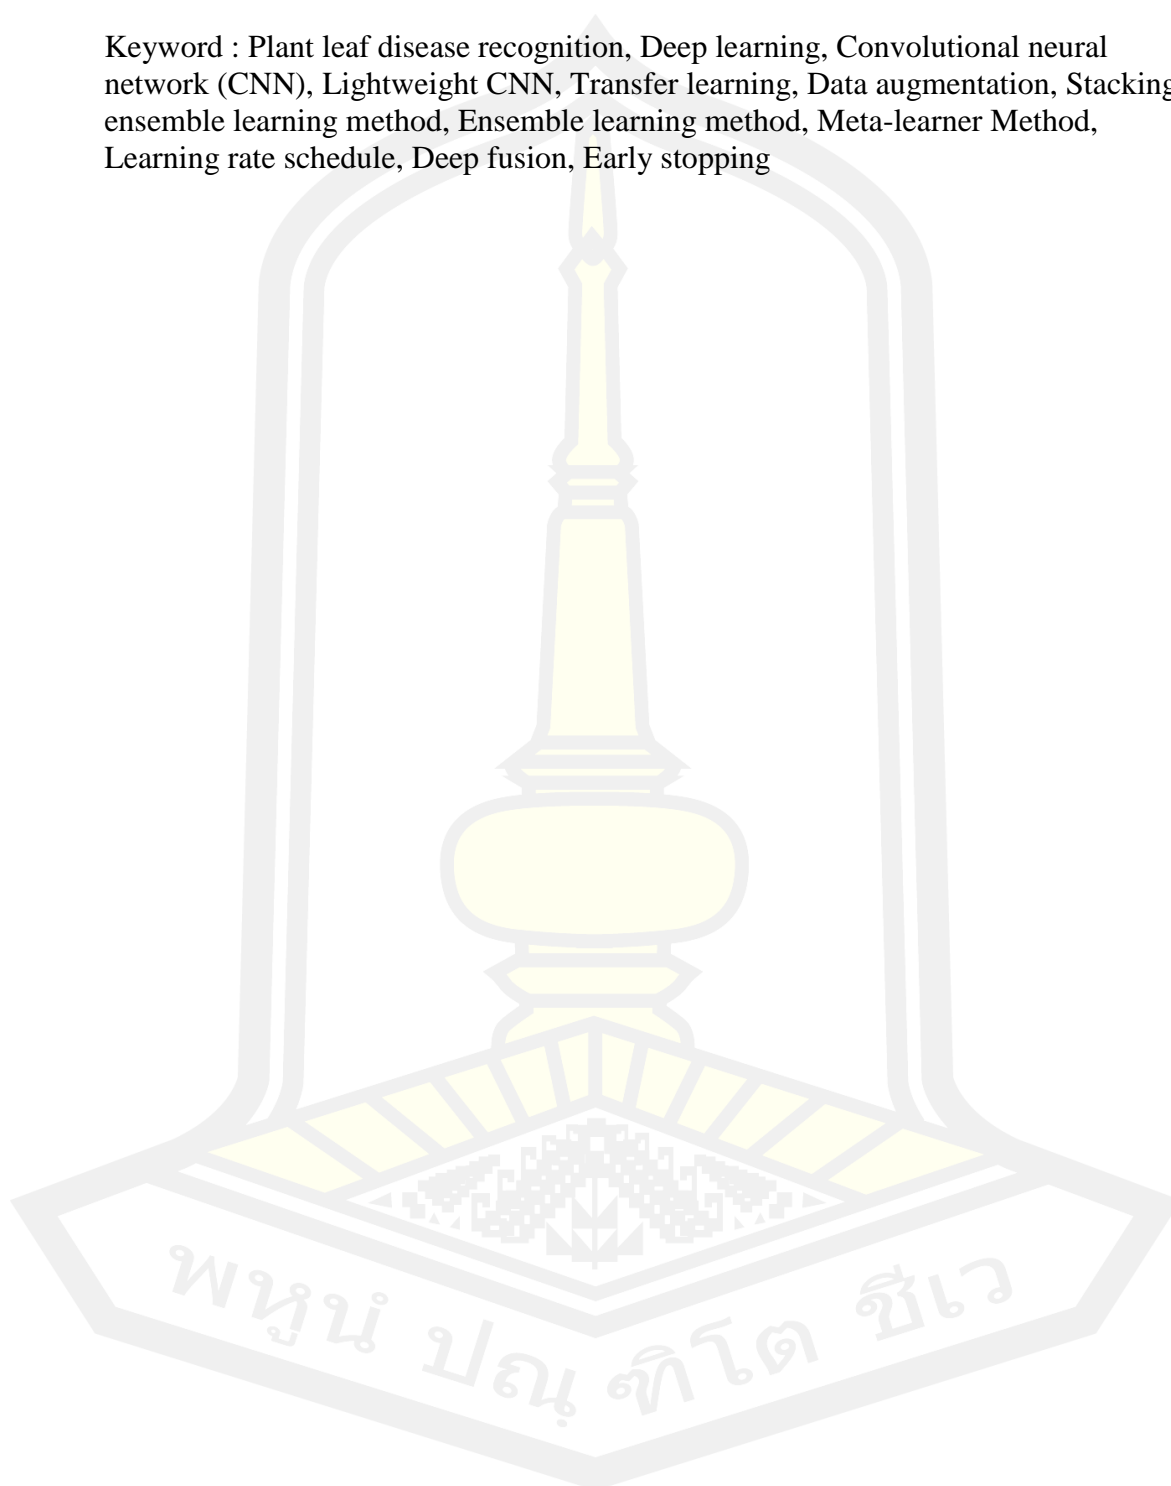 Keyword : Plant leaf disease recognition, Deep learning, Convolutional neural
network (CNN), Lightweight CNN, Transfer learning, Data augmentation, Stacking
ensemble learning method, Ensemble learning method, Meta-learner Method,
Learning rate schedule, Deep fusion, Early stopping
พหูนํ ปณฺฑิโต ชีเว